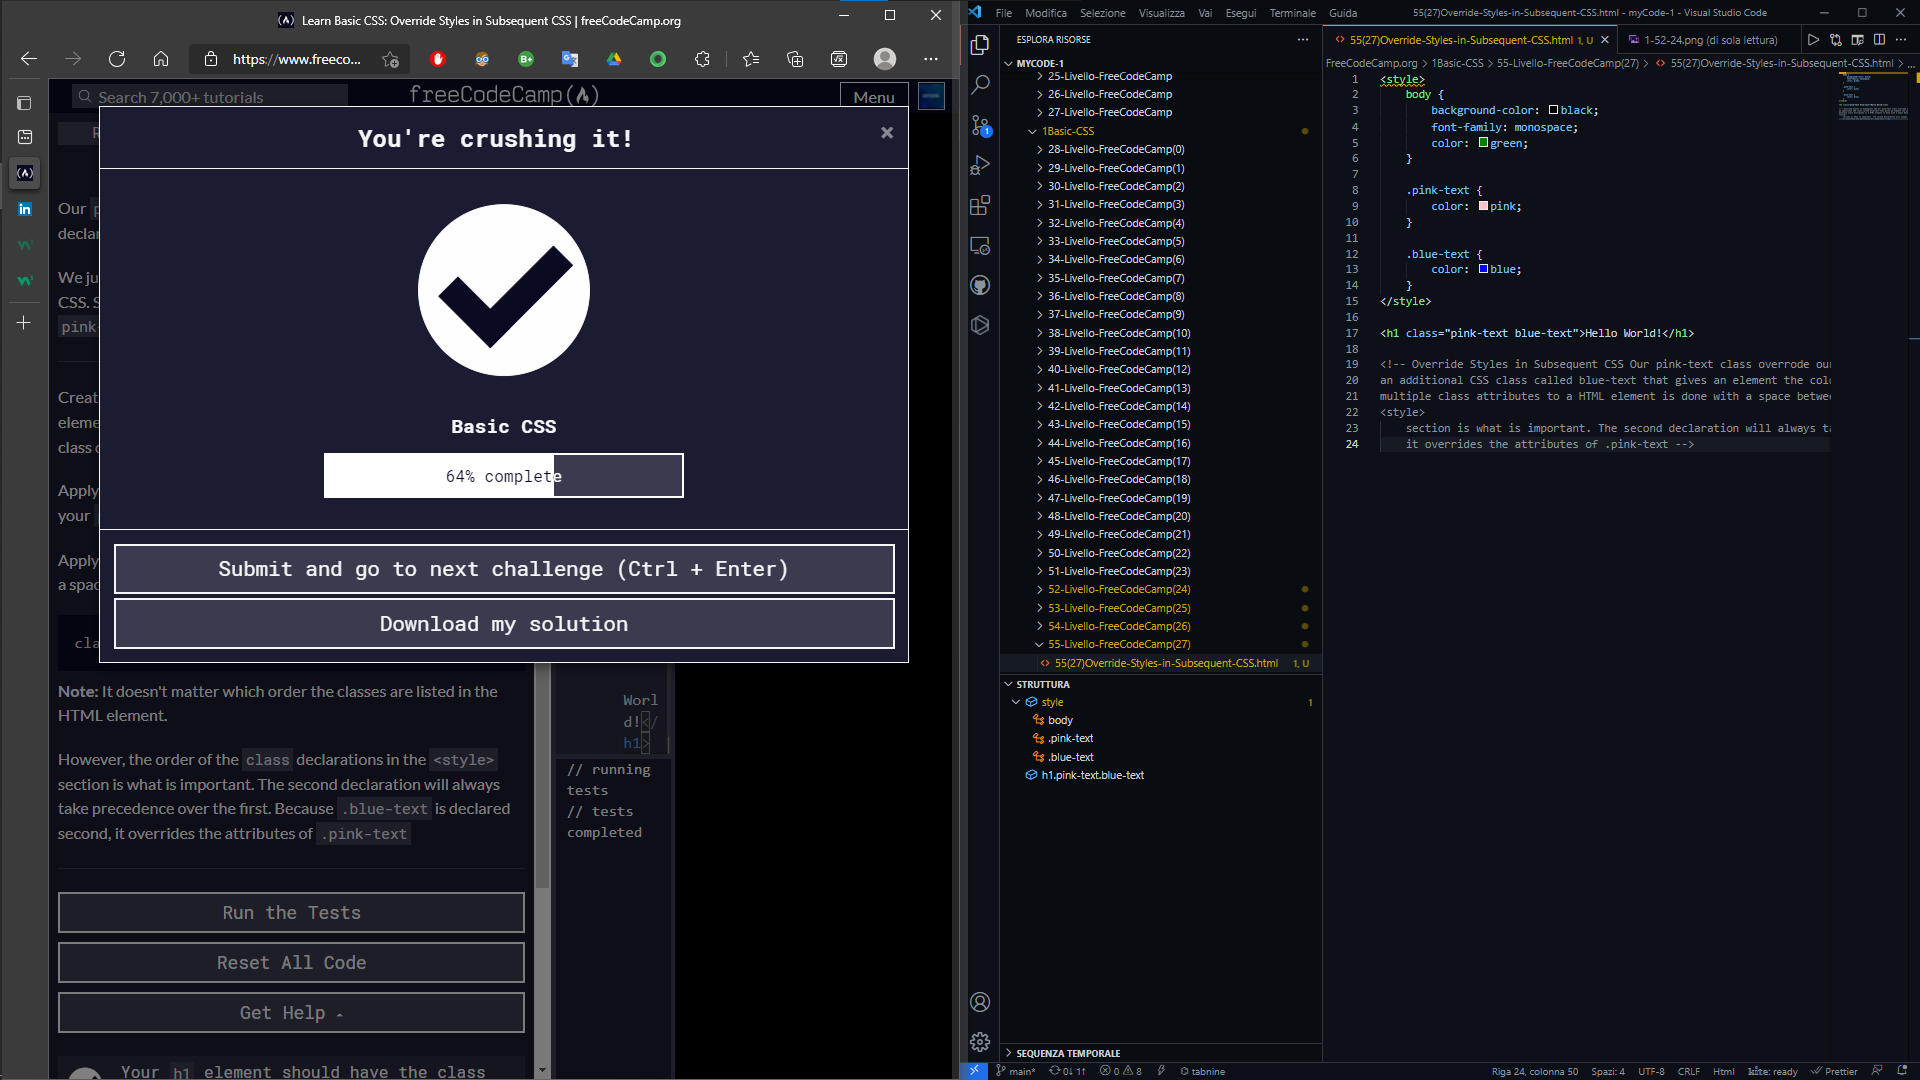 Learn Basic CSS: Override Styles in Subsequent CSS | freeCodeCamp.org
https://www.freeco...
Search 7,000+ tutorials
freeCodeCamp(🔥)
Menu
You're crushing it!
×
Our
declar
We ju
CSS. S
pink-
Creat
eleme
class o
Apply
your
Apply
a spac
cla
Basic CSS
64% complete
Submit and go to next challenge (Ctrl + Enter)
Download my solution
Note: It doesn't matter which order the classes are listed in the
HTML element.
However, the order of the class declarations in the <style>
section is what is important. The second declaration will always
take precedence over the first. Because .blue-text is declared
second, it overrides the attributes of .pink-text
Run the Tests
Reset All Code
Get Help
Your h1 element should have the class
Worl
d!</
h1>
// running
tests
// tests
completed
File Modifica Selezione Visualizza Vai Esegui Terminale Guida
55(27)Override-Styles-in-Subsequent-CSS.html - myCode-1 - Visual Studio Code
ESPLORA RISORSE
MYCODE-1
25-Livello-FreeCodeCamp
26-Livello-FreeCodeCamp
27-Livello-FreeCodeCamp
1Basic-CSS
28-Livello-FreeCodeCamp(0)
29-Livello-FreeCodeCamp(1)
30-Livello-FreeCodeCamp(2)
31-Livello-FreeCodeCamp(3)
32-Livello-FreeCodeCamp(4)
33-Livello-FreeCodeCamp(5)
34-Livello-FreeCodeCamp(6)
35-Livello-FreeCodeCamp(7)
36-Livello-FreeCodeCamp(8)
37-Livello-FreeCodeCamp(9)
38-Livello-FreeCodeCamp(10)
39-Livello-FreeCodeCamp(11)
40-Livello-FreeCodeCamp(12)
41-Livello-FreeCodeCamp(13)
42-Livello-FreeCodeCamp(14)
43-Livello-FreeCodeCamp(15)
44-Livello-FreeCodeCamp(16)
45-Livello-FreeCodeCamp(17)
46-Livello-FreeCodeCamp(18)
47-Livello-FreeCodeCamp(19)
48-Livello-FreeCodeCamp(20)
49-Livello-FreeCodeCamp(21)
50-Livello-FreeCodeCamp(22)
51-Livello-FreeCodeCamp(23)
52-Livello-FreeCodeCamp(24)
53-Livello-FreeCodeCamp(25)
54-Livello-FreeCodeCamp(26)
55-Livello-FreeCodeCamp(27)
55(27)Override-Styles-in-Subsequent-CSS.html 1, U
STRUTTURA
style 1
body
.pink-text
.blue-text
h1.pink-text.blue-text
SEQUENZA TEMPORALE
55(27)Override-Styles-in-Subsequent-CSS.html 1, U
1-52-24.png (di sola lettura)
FreeCodeCamp.org > 1Basic-CSS > 55-Livello-FreeCodeCamp(27) > 55(27)Override-Styles-in-Subsequent-CSS.html > ...
1 <style>
2 body {
3 background-color: black;
4 font-family: monospace;
5 color: green;
6 }
7
8 .pink-text {
9 color: pink;
10 }
11
12 .blue-text {
13 color: blue;
14 }
15 </style>
16
17 <h1 class="pink-text blue-text">Hello World!</h1>
18
19 <!-- Override Styles in Subsequent CSS Our pink-text class overrode our
20 an additional CSS class called blue-text that gives an element the colo
21 multiple class attributes to a HTML element is done with a space betwee
22 <style>
23 section is what is important. The second declaration will always ta
24 it overrides the attributes of .pink-text -->
main* 0↓ 1↑ 0 8 tabnine
Riga 24, colonna 50 Spazi: 4 UTF-8 CRLF Html kite: ready Prettier